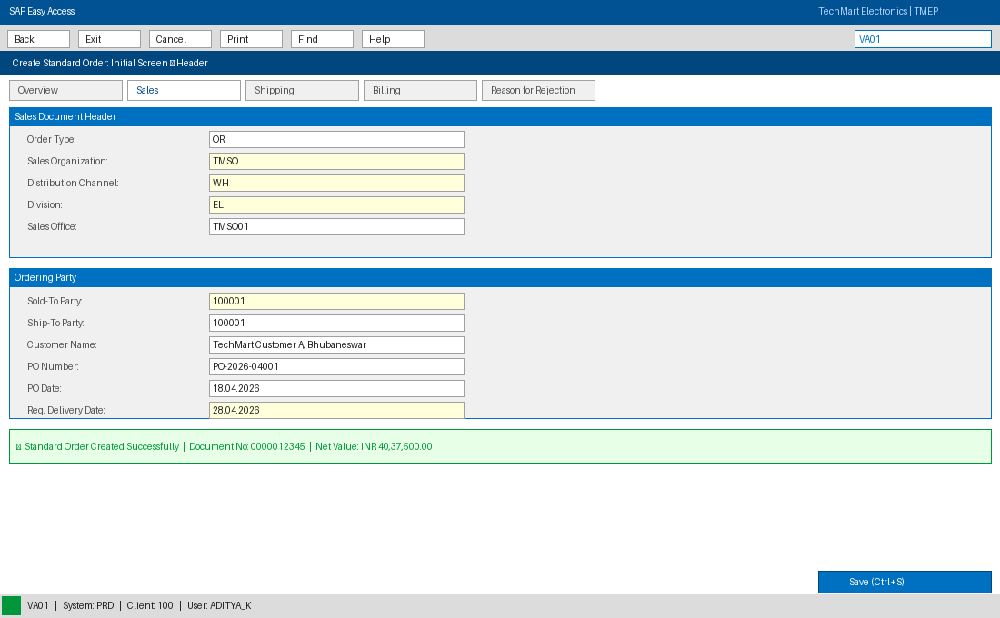 SAP Easy Access TechMart Electronics | TMEP
Back Exit Cancel Print Find Help VA01
Create Standard Order: Initial Screen Header
Overview Sales Shipping Billing Reason for Rejection
Sales Document Header
Order Type: OR
Sales Organization: TMSO
Distribution Channel: WH
Division: EL
Sales Office: TMSO01
Ordering Party
Sold-To Party: 100001
Ship-To Party: 100001
Customer Name: TechMart Customer A, Bhubaneswar
PO Number: PO-2026-04001
PO Date: 18.04.2026
Req. Delivery Date: 28.04.2026
Standard Order Created Successfully | Document No: 0000012345 | Net Value: INR 40,37,500.00
Save (Ctrl+S)
VA01 | System: PRD | Client: 100 | User: ADITYA_K